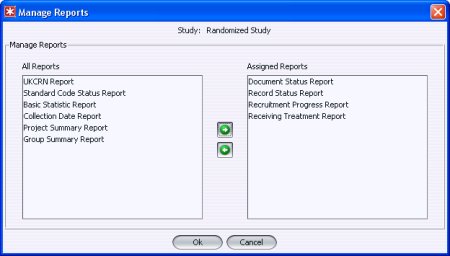 Manage Reports
Study: Randomized Study
Manage Reports
All Reports
UKCRN Report
Standard Code Status Report
Basic Statistic Report
Collection Date Report
Project Summary Report
Group Summary Report
Assigned Reports
Document Status Report
Record Status Report
Recruitment Progress Report
Receiving Treatment Report
Ok
Cancel